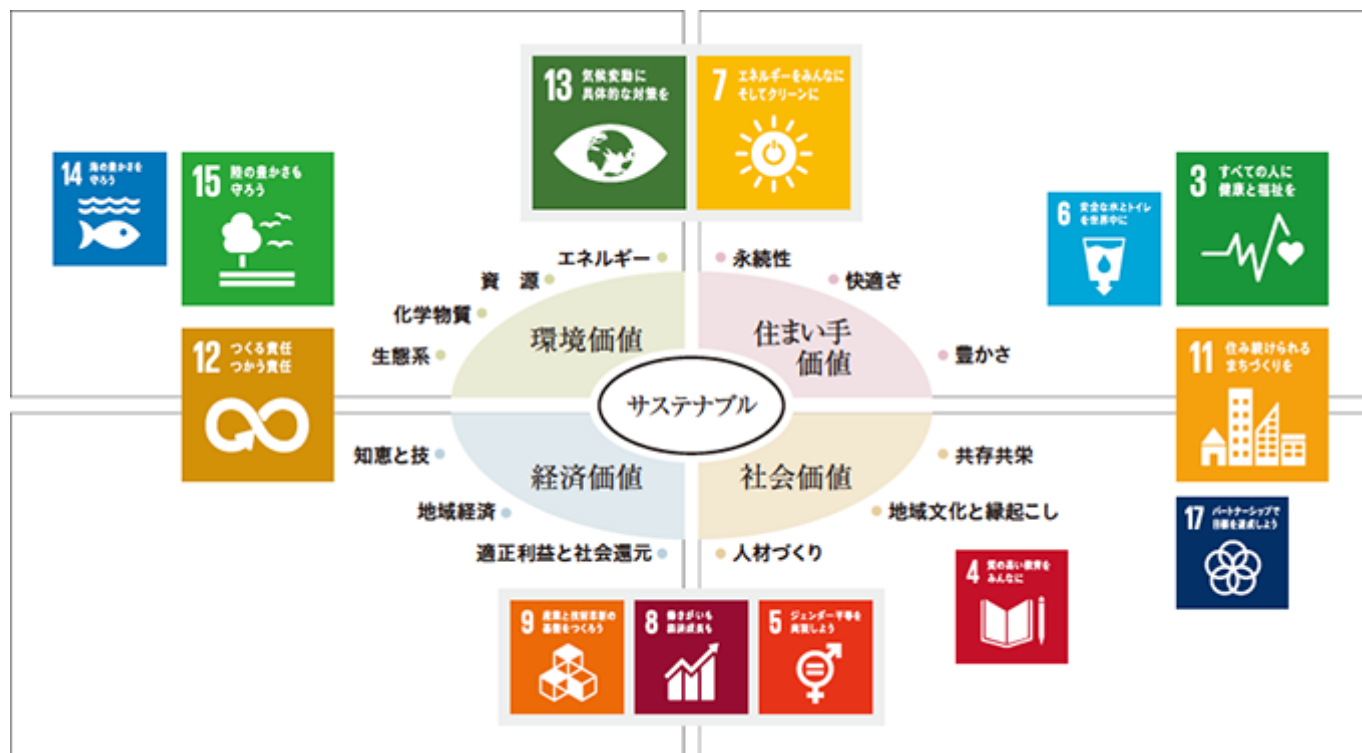 13 気候変動に
具体的な対策を
7 エネルギーをみんなに
そしてクリーンに
14 海の豊かさを
守ろう
15 陸の豊かさも
守ろう
6 安全な水とトイレ
を世界中に
3 すべての人に
健康と福祉を
エネルギー
資 源
化学物質
生態系
環境価値
永続性
快適さ
豊かさ
住まい手
価値
12 つくる責任
つかう責任
サステナブル
11 住み続けられる
まちづくりを
知恵と技
地域経済
適正利益と社会還元
経済価値
社会価値
共存共栄
地域文化と縁起こし
人材づくり
17 パートナーシップで
目標を達成しよう
4 質の高い教育を
みんなに
9 産業と技術革新の
基盤をつくろう
8 働きがいも
経済成長も
5 ジェンダー平等を
実現しよう